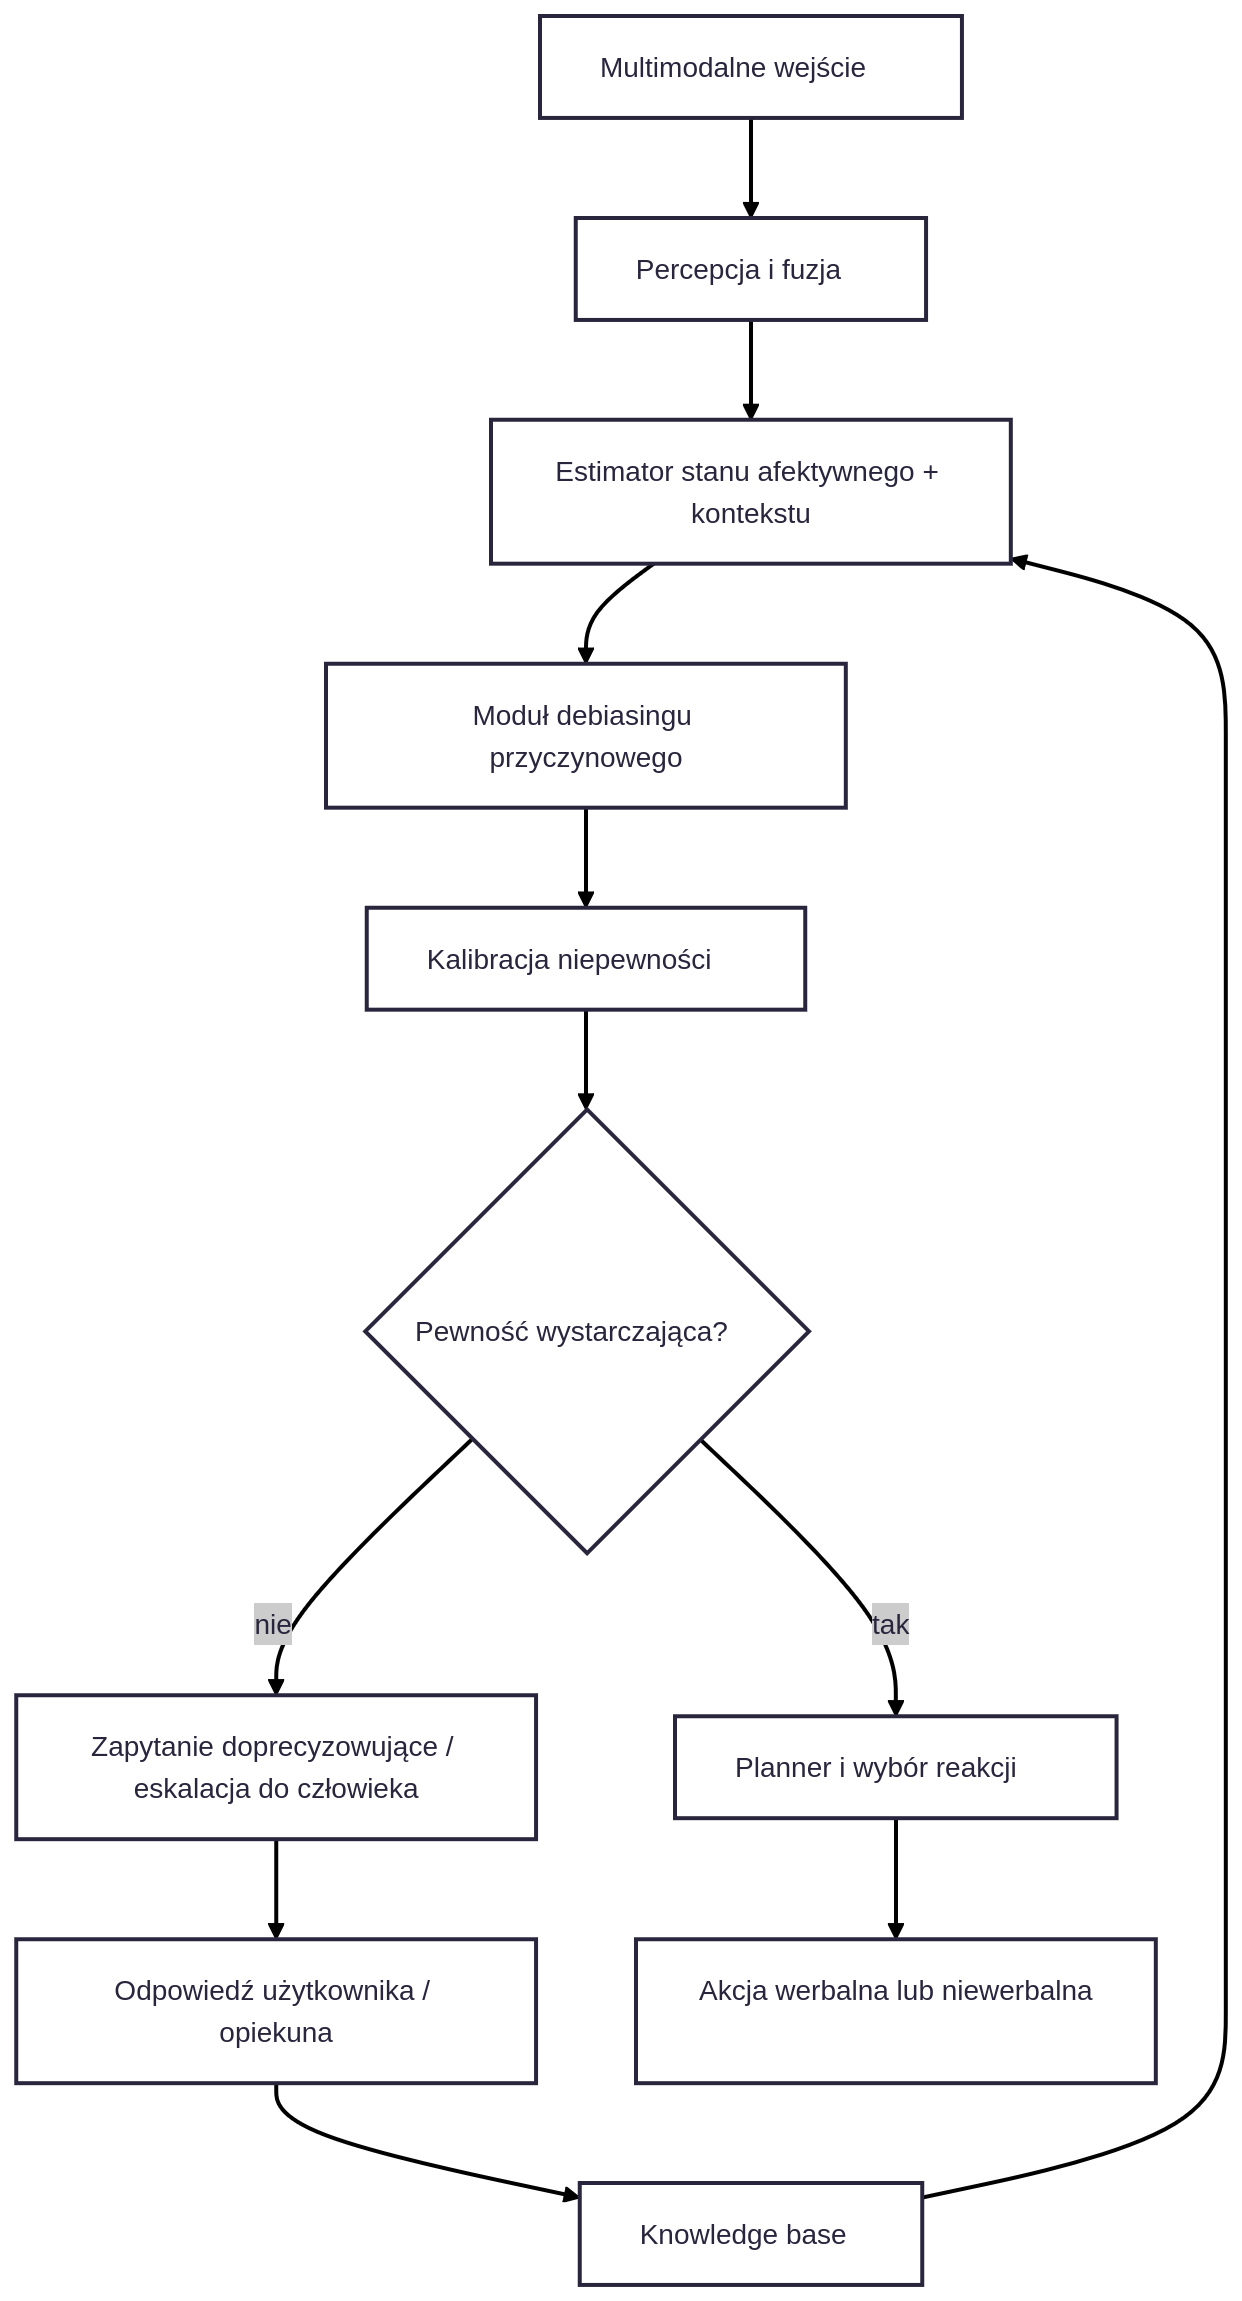 Multimodalne wejście
Percepcja i fuzja
Estimator stanu afektywnego +
kontekstu
Moduł debiasingu
przyczynowego
Kalibracja niepewności
Pewność wystarczająca?
nie
tak
Zapytanie doprecyzowujące /
eskalacja do człowieka
Planner i wybór reakcji
Odpowiedź użytkownika /
opiekuna
Akcja werbalna lub niewerbalna
Knowledge base